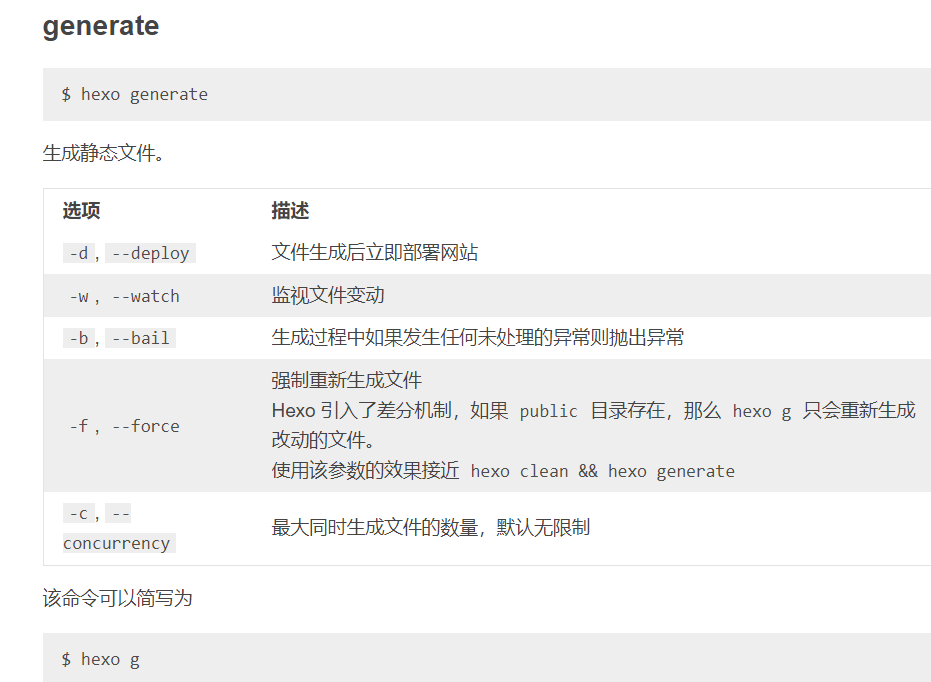 generate
$ hexo generate
生成静态文件。
选项 描述
-d, --deploy 文件生成后立即部署网站
-w, --watch 监视文件变动
-b, --bail 生成过程中如果发生任何未处理的异常则抛出异常
强制重新生成文件
Hexo 引入了差分机制，如果 public 目录存在，那么 hexo g 只会重新生成
-f, --force
改动的文件。
使用该参数的效果接近 hexo clean && hexo generate
-c, --
concurrency
最大同时生成文件的数量，默认无限制
该命令可以简写为
$ hexo g